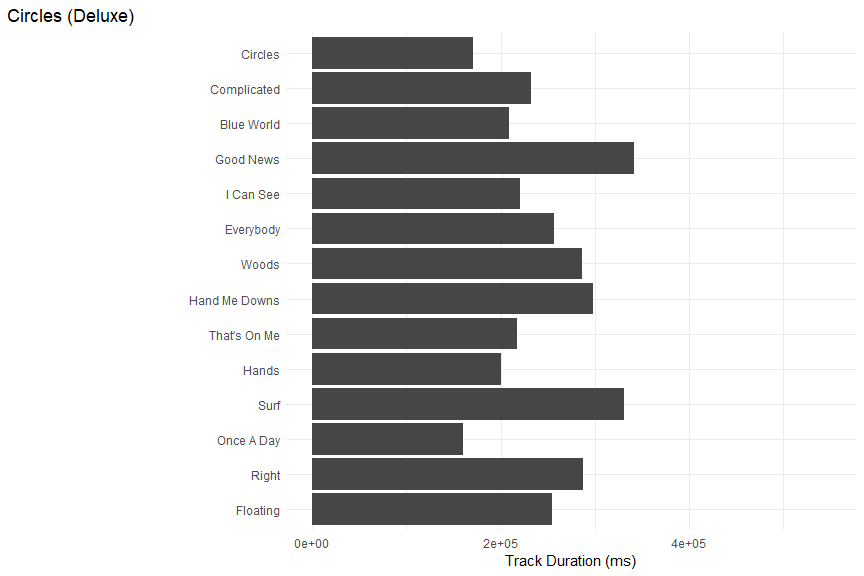 Circles (Deluxe)
Circles
Complicated
Blue World
Good News
I Can See
Everybody
Woods
Hand Me Downs
That's On Me
Hands
Surf
Once A Day
Right
Floating
0e+00 2e+05 4e+05
Track Duration (ms)